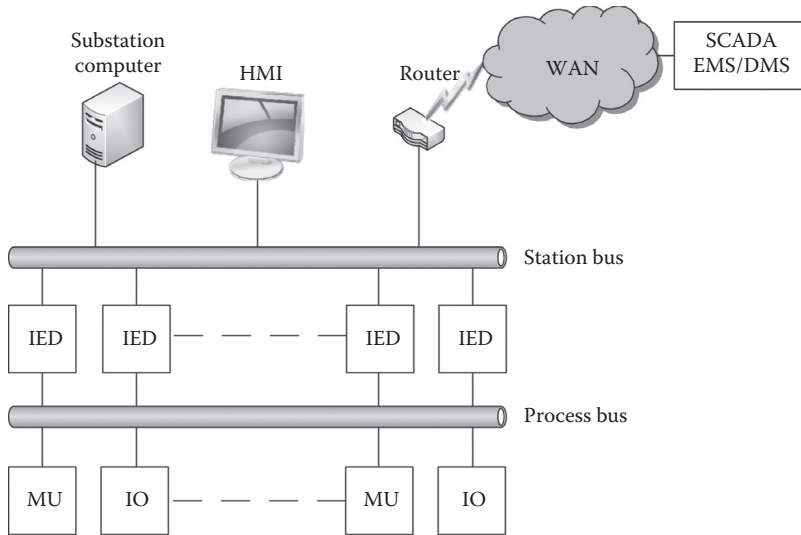 Substation
computer
HMI
Router
WAN
SCADA
EMS/DMS
Station bus
IED
IED
IED
IED
Process bus
MU
IO
MU
IO